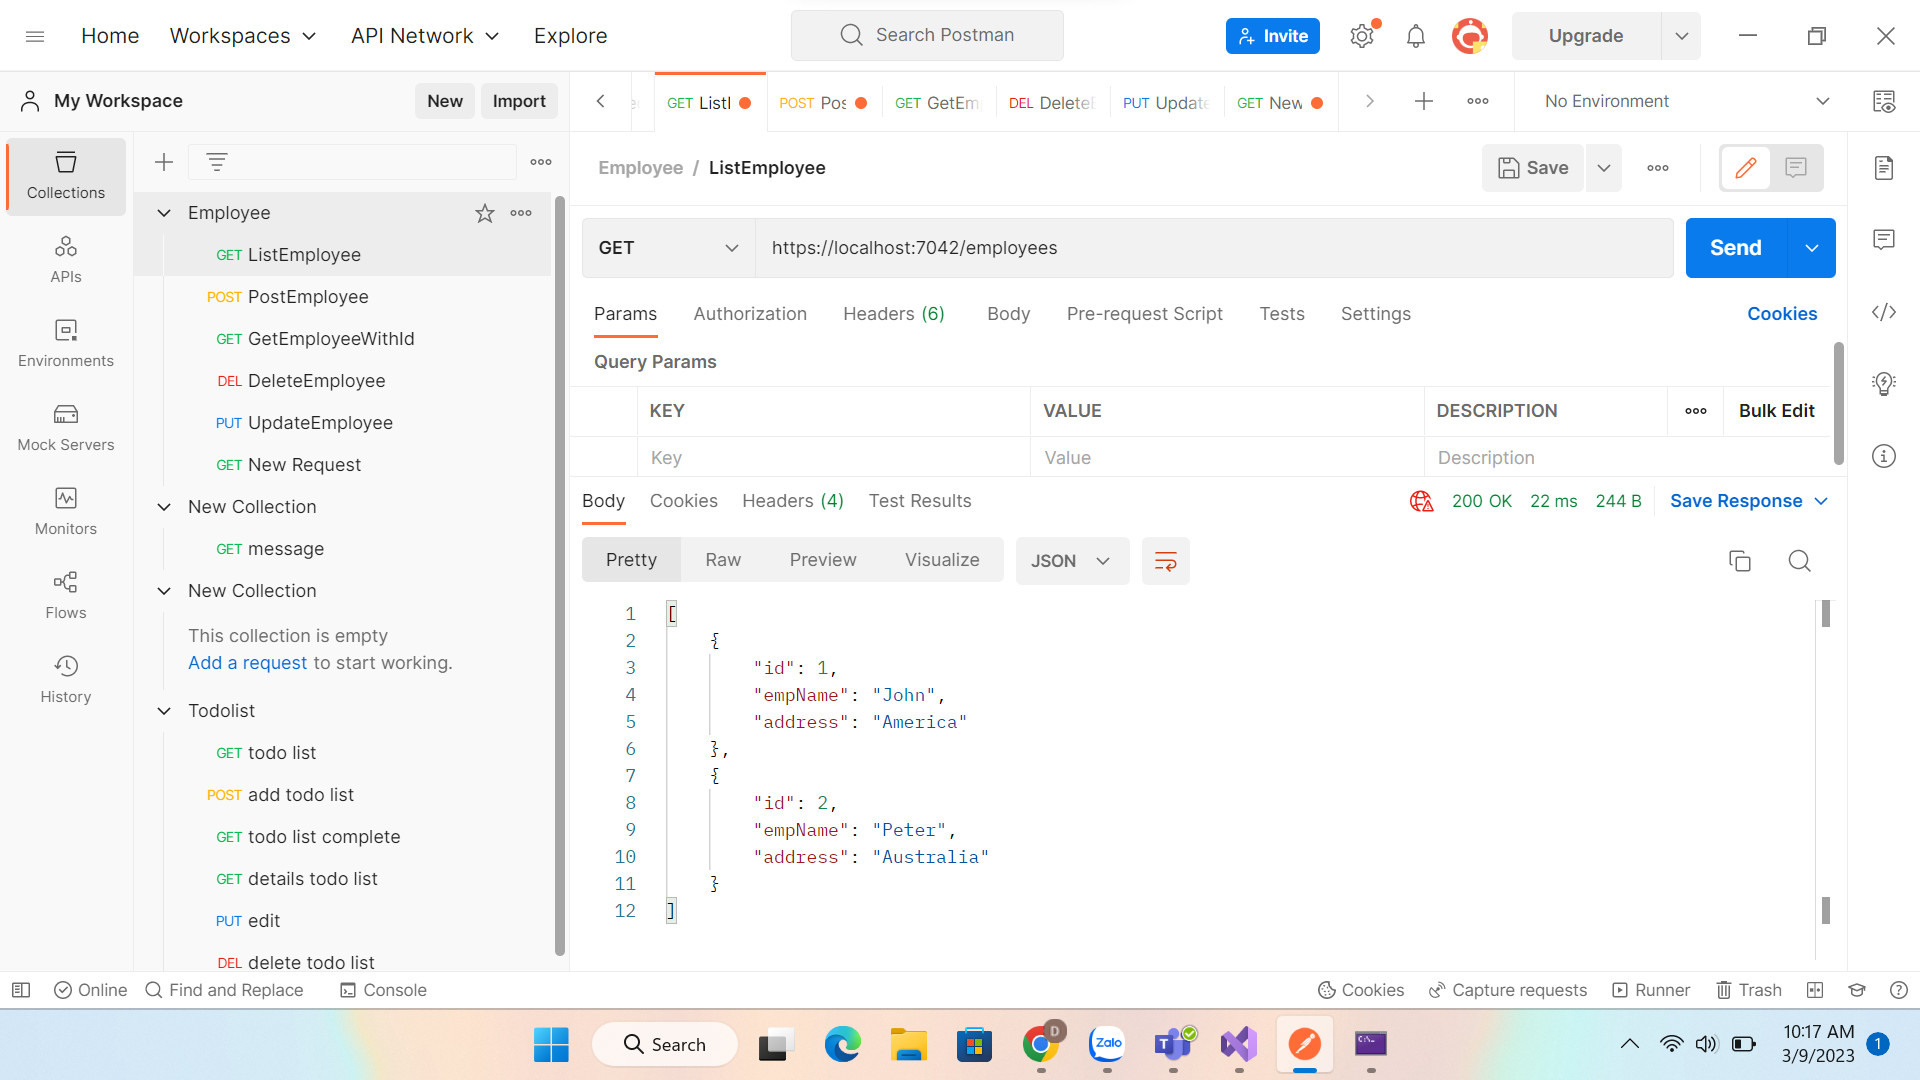 Home
Workspaces
API Network
Explore
Search Postman
Invite
Upgrade
My Workspace
New
Import
GET ListI
POST Pos
GET GetEm
DEL Delete
PUT Update
GET New
No Environment
Collections
APIs
Environments
Mock Servers
Monitors
Flows
History
Employee
GET ListEmployee
POST PostEmployee
GET GetEmployeeWithId
DEL DeleteEmployee
PUT UpdateEmployee
GET New Request
New Collection
GET message
New Collection
This collection is empty
Add a request to start working.
Todolist
GET todo list
POST add todo list
GET todo list complete
GET details todo list
PUT edit
DEL delete todo list
Employee / ListEmployee
Save
GET
https://localhost:7042/employees
Send
Params
Authorization
Headers (6)
Body
Pre-request Script
Tests
Settings
Cookies
Query Params
KEY
VALUE
DESCRIPTION
Bulk Edit
Key
Value
Description
Body
Cookies
Headers (4)
Test Results
200 OK
22 ms
244 B
Save Response
Pretty
Raw
Preview
Visualize
JSON
1 [
2 {
3 "id": 1,
4 "empName": "John",
5 "address": "America"
6 },
7 {
8 "id": 2,
9 "empName": "Peter",
10 "address": "Australia"
11 }
12 ]
Online
Find and Replace
Console
Cookies
Capture requests
Runner
Trash
Search
D
Zalo
T
C:\_
10:17 AM
3/9/2023
1